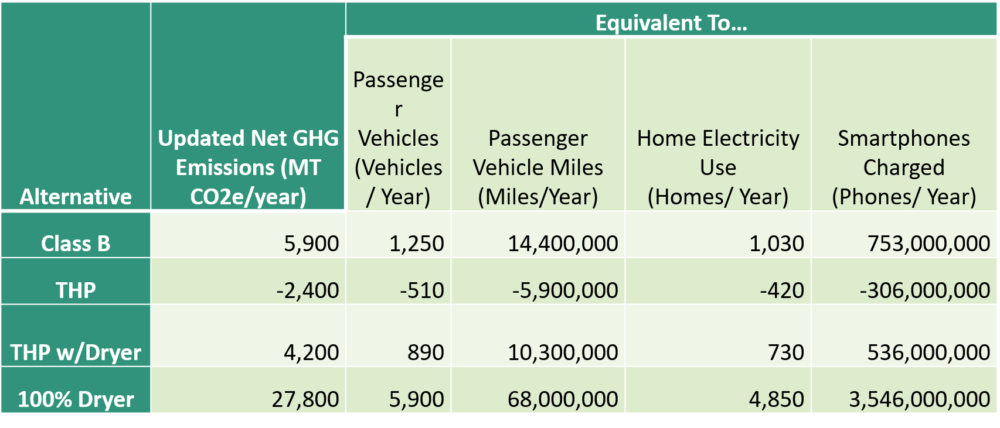 Equivalent To...
Alternative
Updated Net GHG
Emissions (MT
CO2e/year)
Passenge
r
Vehicles
(Vehicles
/ Year)
Passenger
Vehicle Miles
(Miles/Year)
Home Electricity
Use
(Homes/ Year)
Smartphones
Charged
(Phones/ Year)
Class B 5,900 1,250 14,400,000 1,030 753,000,000
THP -2,400 -510 -5,900,000 -420 -306,000,000
THP w/Dryer 4,200 890 10,300,000 730 536,000,000
100% Dryer 27,800 5,900 68,000,000 4,850 3,546,000,000